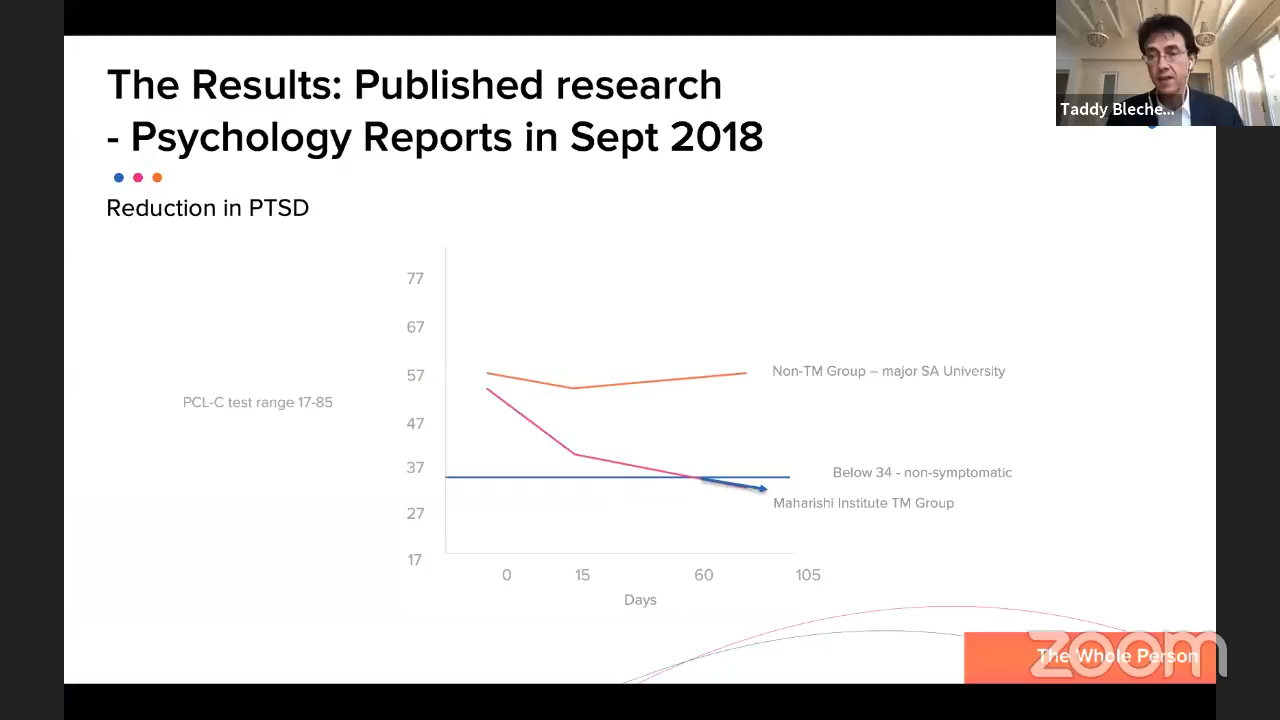 The Results: Published research
- Psychology Reports in Sept 2018
Taddy Bleche...
Reduction in PTSD
77
67
57
47
37
27
17
PCL-C test range 17-85
Non-TM Group – major SA University
Below 34 - non-symptomatic
Maharishi Institute TM Group
0 15 60 105
Days
The Whole Person
zoom